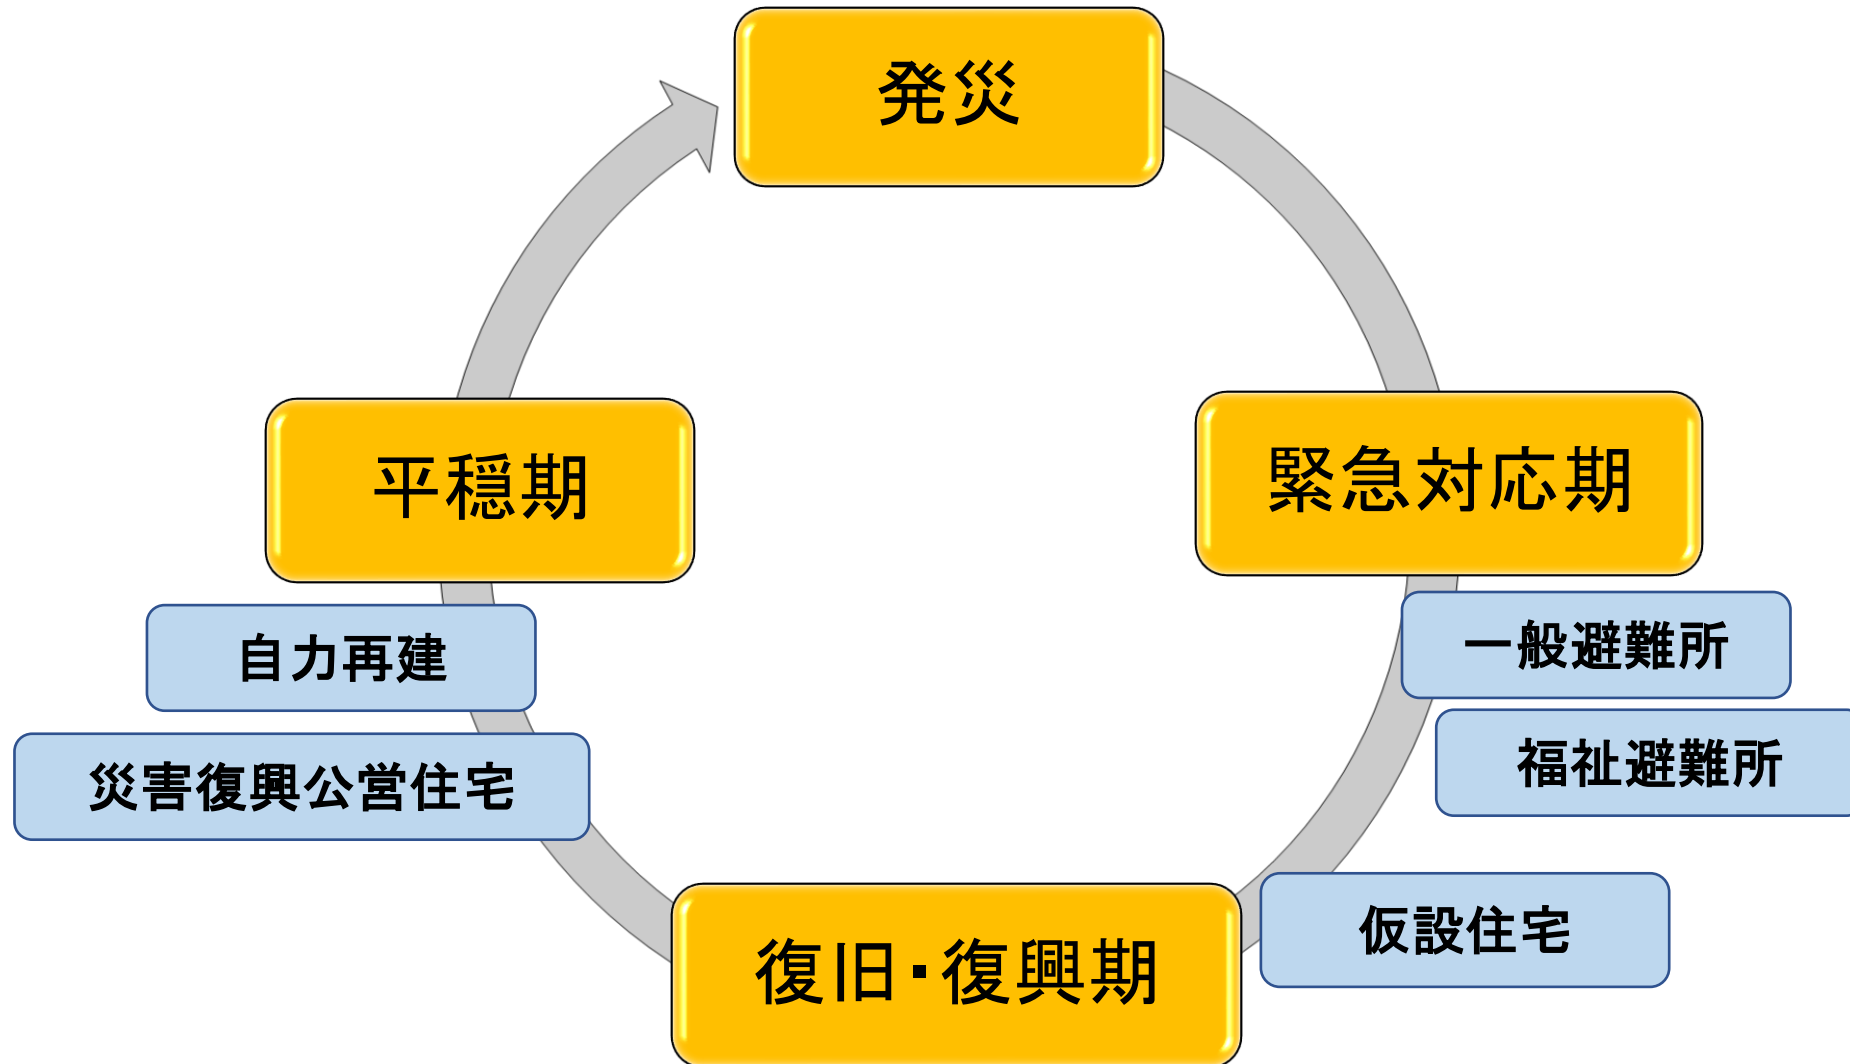 発災
平穏期
緊急対応期
自力再建
一般避難所
災害復興公営住宅
福祉避難所
仮設住宅
復旧・復興期